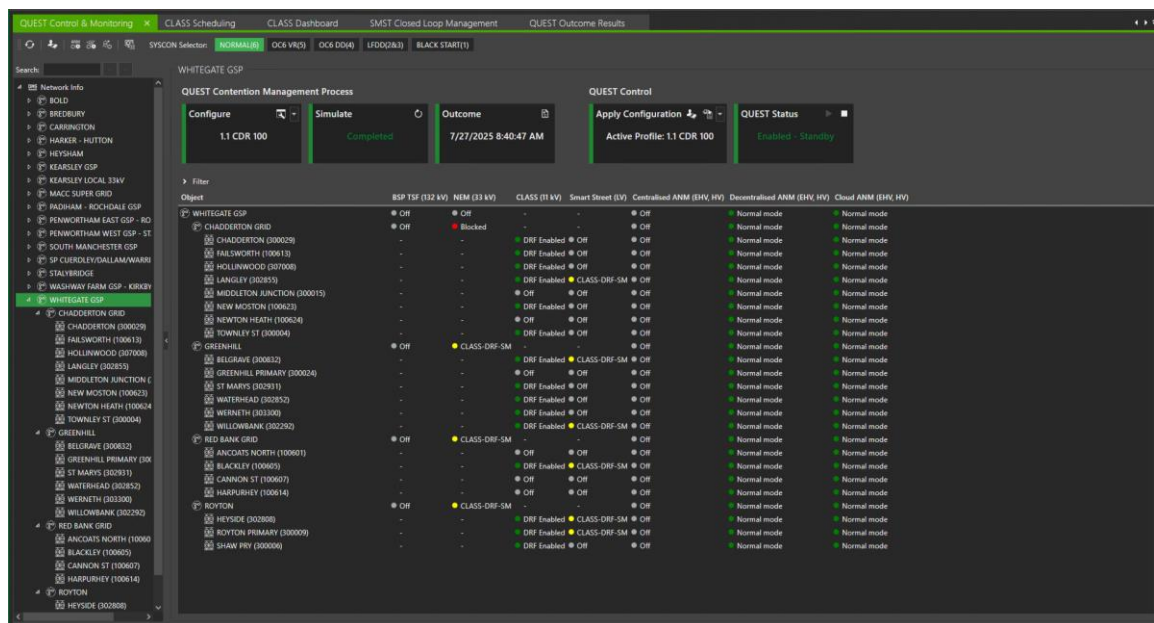 QUEST Control & Monitoring × CLASS Scheduling CLASS Dashboard SMST Closed Loop Management QUEST Outcome Results
SYSCON Selector: NORMAL(6) OC6 VR(5) OC6 DD(4) LFDD(2&3) BLACK START(1)
Search:
Network Info
BOLD
BREDBURY
CARRINGTON
HARKER - HUTTON
HEYSHAM
KEARSLEY GSP
KEARSLEY LOCAL 33kV
MACC SUPER GRID
PADIHAM - ROCHDALE GSP
PENWORTHAM EAST GSP - RO
PENWORTHAM WEST GSP - ST.
SOUTH MANCHESTER GSP
SP CUERDLEY/DALLAM/WARRI
STALYBRIDGE
WASHWAY FARM GSP - KIRKBY
WHITEGATE GSP
CHADDERTON GRID
CHADDERTON (300029)
FAILSWORTH (100613)
HOLLINWOOD (307008)
LANGLEY (302855)
MIDDLETON JUNCTION (3
NEW MOSTON (100623)
NEWTON HEATH (100624
TOWNLEY ST (300004)
GREENHILL
BELGRAVE (300832)
GREENHILL PRIMARY (300
ST MARYS (302931)
WATERHEAD (302852)
WERNETH (303300)
WILLOWBANK (302292)
RED BANK GRID
ANCOATS NORTH (10060
BLACKLEY (100605)
CANNON ST (100607)
HARPURHEY (100614)
ROYTON
HEYSIDE (302808)
WHITEGATE GSP
QUEST Contention Management Process
Configure
1.1 CDR 100
Simulate
Completed
Outcome
7/27/2025 8:40:47 AM
QUEST Control
Apply Configuration
Active Profile: 1.1 CDR 100
QUEST Status
Enabled - Standby
Filter
Object BSP TSF (132 kV) NEM (33 kV) CLASS (11 kV) Smart Street (LV) Centralised ANM (EHV, HV) Decentralised ANM (EHV, HV) Cloud ANM (EHV, HV)
WHITEGATE GSP Off Off - - Off Normal mode Normal mode
CHADDERTON GRID Off Blocked - - Off Normal mode Normal mode
CHADDERTON (300029) - - DRF Enabled Off Off Normal mode Normal mode
FAILSWORTH (100613) - - DRF Enabled Off Off Normal mode Normal mode
HOLLINWOOD (307008) - - DRF Enabled Off Off Normal mode Normal mode
LANGLEY (302855) - - DRF Enabled CLASS-DRF-SM Off Normal mode Normal mode
MIDDLETON JUNCTION (300015) - - Off Off Off Normal mode Normal mode
NEW MOSTON (100623) - - DRF Enabled Off Off Normal mode Normal mode
NEWTON HEATH (100624) - - Off Off Off Normal mode Normal mode
TOWNLEY ST (300004) - - DRF Enabled Off Off Normal mode Normal mode
GREENHILL Off CLASS-DRF-SM - - Off Normal mode Normal mode
BELGRAVE (300832) - - DRF Enabled CLASS-DRF-SM Off Normal mode Normal mode
GREENHILL PRIMARY (300024) - - Off Off Off Normal mode Normal mode
ST MARYS (302931) - - DRF Enabled Off Off Normal mode Normal mode
WATERHEAD (302852) - - DRF Enabled Off Off Normal mode Normal mode
WERNETH (303300) - - DRF Enabled Off Off Normal mode Normal mode
WILLOWBANK (302292) - - DRF Enabled CLASS-DRF-SM Off Normal mode Normal mode
RED BANK GRID Off CLASS-DRF-SM - - Off Normal mode Normal mode
ANCOATS NORTH (100601) - - Off Off Off Normal mode Normal mode
BLACKLEY (100605) - - DRF Enabled CLASS-DRF-SM Off Normal mode Normal mode
CANNON ST (100607) - - Off Off Off Normal mode Normal mode
HARPURHEY (100614) - - Off Off Off Normal mode Normal mode
ROYTON Off CLASS-DRF-SM - - Off Normal mode Normal mode
HEYSIDE (302808) - - DRF Enabled CLASS-DRF-SM Off Normal mode Normal mode
ROYTON PRIMARY (300009) - - DRF Enabled CLASS-DRF-SM Off Normal mode Normal mode
SHAW PRY (300006) - - DRF Enabled Off Off Normal mode Normal mode